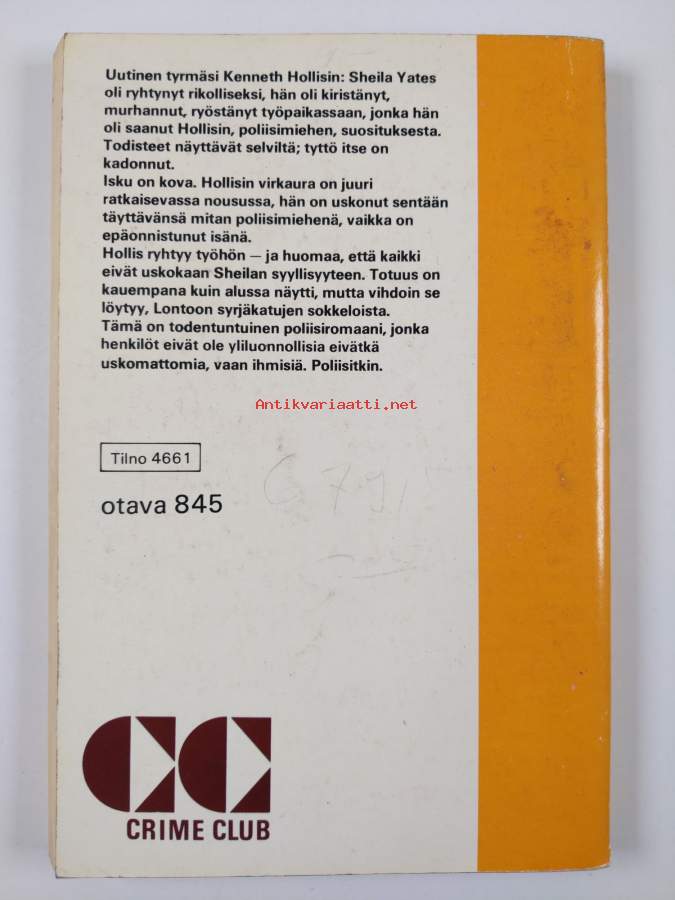 Uutinen tyrmäsi Kenneth Hollisin: Sheila Yates
oli ryhtynyt rikolliseksi, hän oli kiristänyt,
murhannut, ryöstänyt työpaikassaan, jonka hän
oli saanut Hollisin, poliisimiehen, suosituksesta.
Todisteet näyttävät selviltä; tyttö itse on
kadonnut.
Isku on kova. Hollisin virkaura on juuri
ratkaisevassa nousussa, hän on uskonut sentään
täyttävänsä mitan poliisimiehenä, vaikka on
epäonnistunut isänä.
Hollis ryhtyy työhön — ja huomaa, että kaikki
eivät uskokaan Sheilan syyllisyyteen. Totuus on
kauempana kuin alussa näytti, mutta vihdoin se
löytyy, Lontoon syrjäkatujen sokkeloista.
Tämä on todentuntuinen poliisiromaani, jonka
henkilöt eivät ole yliluonnollisia eivätkä
uskomattomia, vaan ihmisiä. Poliisitkin.
Antikvariaatti.net
Tilno 4661
otava 845
CC
CRIME CLUB